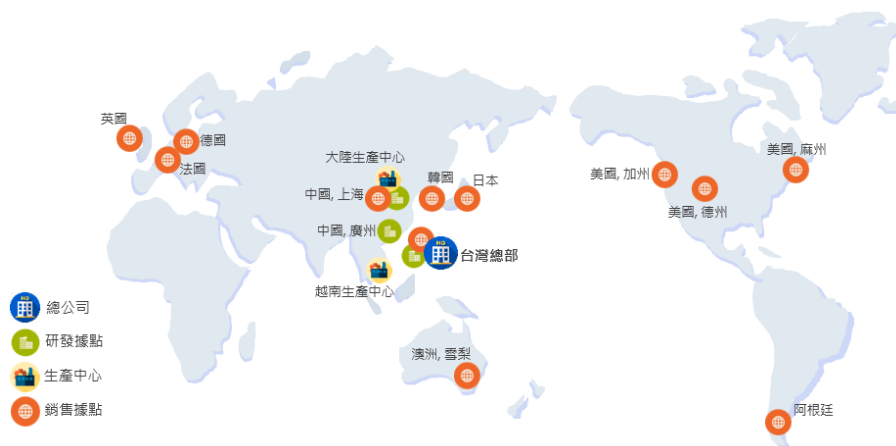 英國
德國
法國
大陸生產中心
中國, 上海
韓國
日本
中國, 廣州
HQ
台灣總部
越南生產中心
澳洲, 雪梨
美國, 加州
美國, 德州
美國, 麻州
阿根廷
HQ
總公司
研發據點
生產中心
銷售據點